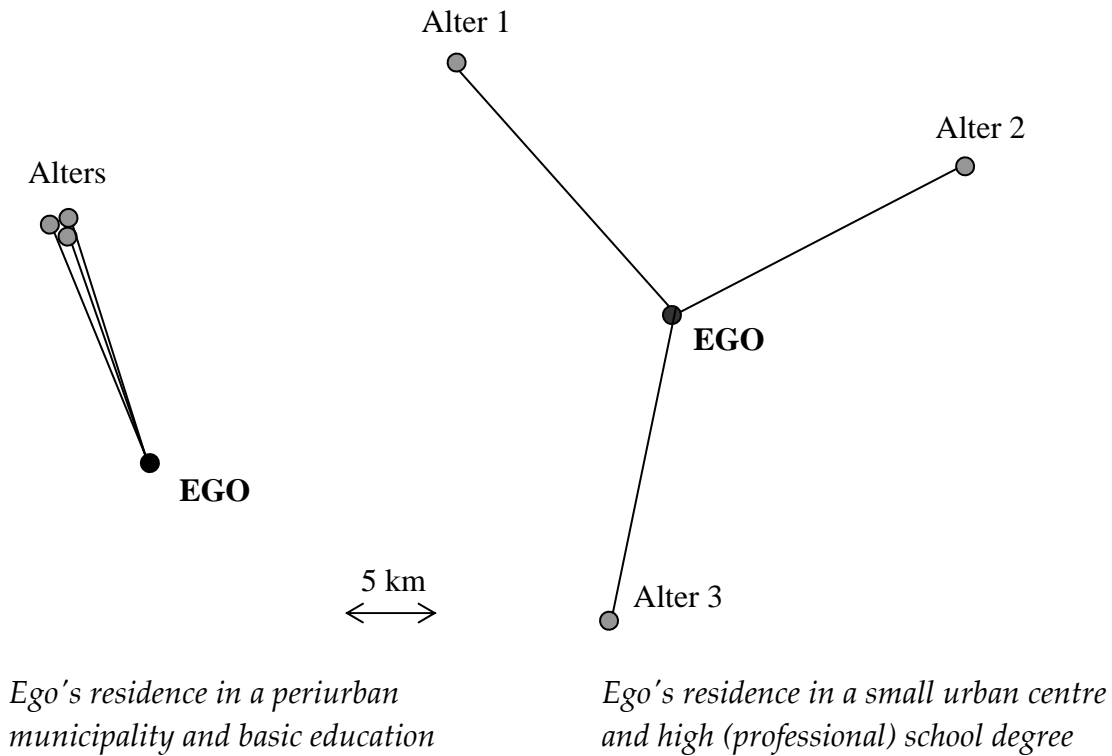 Alter 1
Alter 2
Alters
EGO
EGO
5 km
Alter 3
Ego's residence in a periurban
municipality and basic education
Ego's residence in a small urban centre
and high (professional) school degree